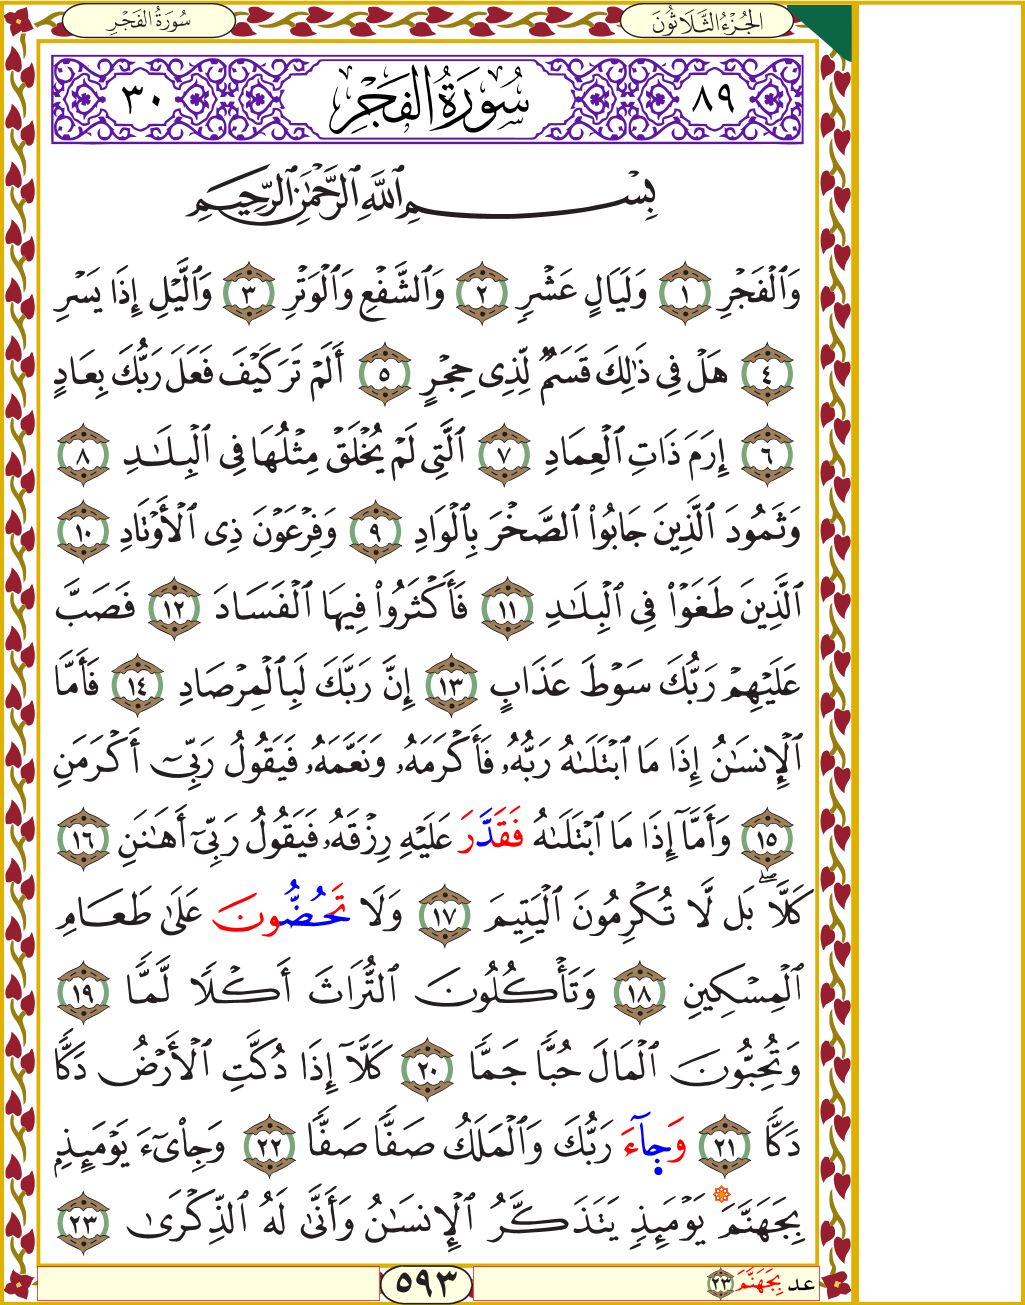 الجُزْءُ الثَّلَاثُونَ
سُورَةُ الفَجْرِ
٨٩
سُورَةُ الفَجْرِ
٣٠
بِسْمِ ٱللَّهِ ٱلرَّحْمَٰنِ ٱلرَّحِيمِ
وَٱلْفَجْرِ ١ وَلَيَالٍ عَشْرٍ ٢ وَٱلشَّفْعِ وَٱلْوَتْرِ ٣ وَٱلَّيْلِ إِذَا يَسْرِ
٤ هَلْ فِى ذَٰلِكَ قَسَمٌ لِّذِى حِجْرٍ ٥ أَلَمْ تَرَ كَيْفَ فَعَلَ رَبُّكَ بِعَادٍ
٦ إِرَمَ ذَاتِ ٱلْعِمَادِ ٧ ٱلَّتِى لَمْ يُخْلَقْ مِثْلُهَا فِى ٱلْبِلَٰدِ ٨
وَثَمُودَ ٱلَّذِينَ جَابُوا۟ ٱلصَّخْرَ بِٱلْوَادِ ٩ وَفِرْعَوْنَ ذِى ٱلْأَوْتَادِ ١٠
ٱلَّذِينَ طَغَوْا۟ فِى ٱلْبِلَٰدِ ١١ فَأَكْثَرُوا۟ فِيهَا ٱلْفَسَادَ ١٢ فَصَبَّ
عَلَيْهِمْ رَبُّكَ سَوْطَ عَذَابٍ ١٣ إِنَّ رَبَّكَ لَبِٱلْمِرْصَادِ ١٤ فَأَمَّا
ٱلْإِنسَٰنُ إِذَا مَا ٱبْتَلَىٰهُ رَبُّهُۥ فَأَكْرَمَهُۥ وَنَعَّمَهُۥ فَيَقُولُ رَبِّىٓ أَكْرَمَنِ
١٥ وَأَمَّآ إِذَا مَا ٱبْتَلَىٰهُ فَقَدَّرَ عَلَيْهِ رِزْقَهُۥ فَيَقُولُ رَبِّىٓ أَهَٰنَنِ ١٦
كَلَّا ۖ بَل لَّا تُكْرِمُونَ ٱلْيَتِيمَ ١٧ وَلَا تَحُضُّونَ عَلَىٰ طَعَامِ
ٱلْمِسْكِينِ ١٨ وَتَأْكُلُونَ ٱلتُّرَاثَ أَكْلًا لَّمًّا ١٩
وَتُحِبُّونَ ٱلْمَالَ حُبًّا جَمًّا ٢٠ كَلَّآ إِذَا دُكَّتِ ٱلْأَرْضُ دَكًّا
دَكًّا ٢١ وَجِآءَ رَبُّكَ وَٱلْمَلَكُ صَفًّا صَفًّا ٢٢ وَجِا۟ىٓءَ يَوْمَئِذٍۭ
بِجَهَنَّمَ يَوْمَئِذٍ يَتَذَكَّرُ ٱلْإِنسَٰنُ وَأَنَّىٰ لَهُ ٱلذِّكْرَىٰ ٢٣
عد بِجَهَنَّمَ ٢٣
٥٩٣